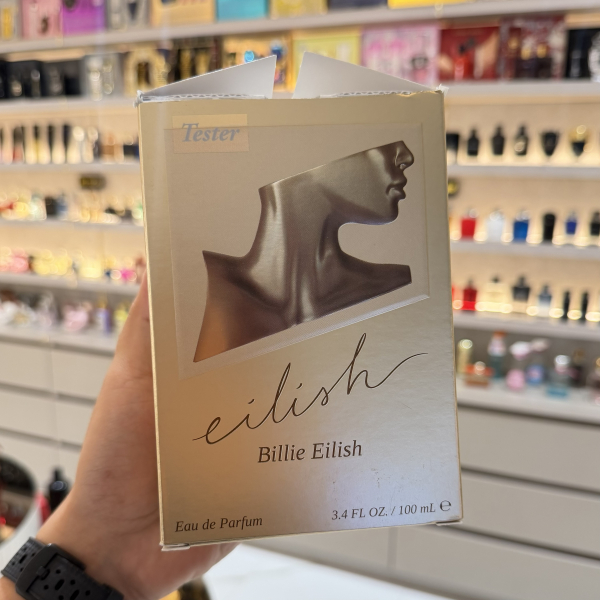 Tester
eilish
Billie Eilish
Eau de Parfum
3.4 FL OZ. / 100 mL ℮